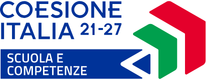 COESIONE
ITALIA 21-27
SCUOLA E
COMPETENZE